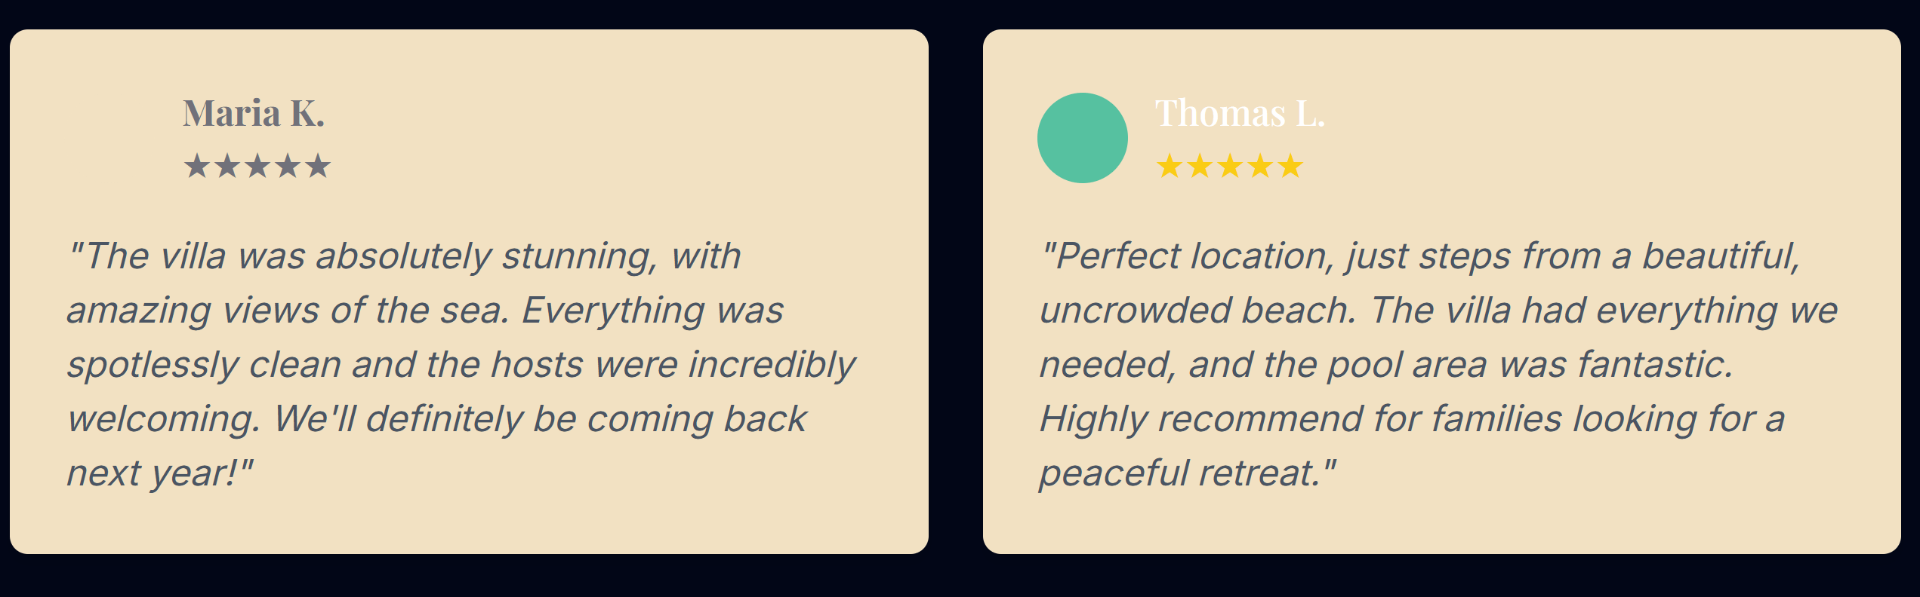 Maria K.
★★★★★
"The villa was absolutely stunning, with
amazing views of the sea. Everything was
spotlessly clean and the hosts were incredibly
welcoming. We'll definitely be coming back
next year!"
Thomas L.
★★★★★
"Perfect location, just steps from a beautiful,
uncrowded beach. The villa had everything we
needed, and the pool area was fantastic.
Highly recommend for families looking for a
peaceful retreat."